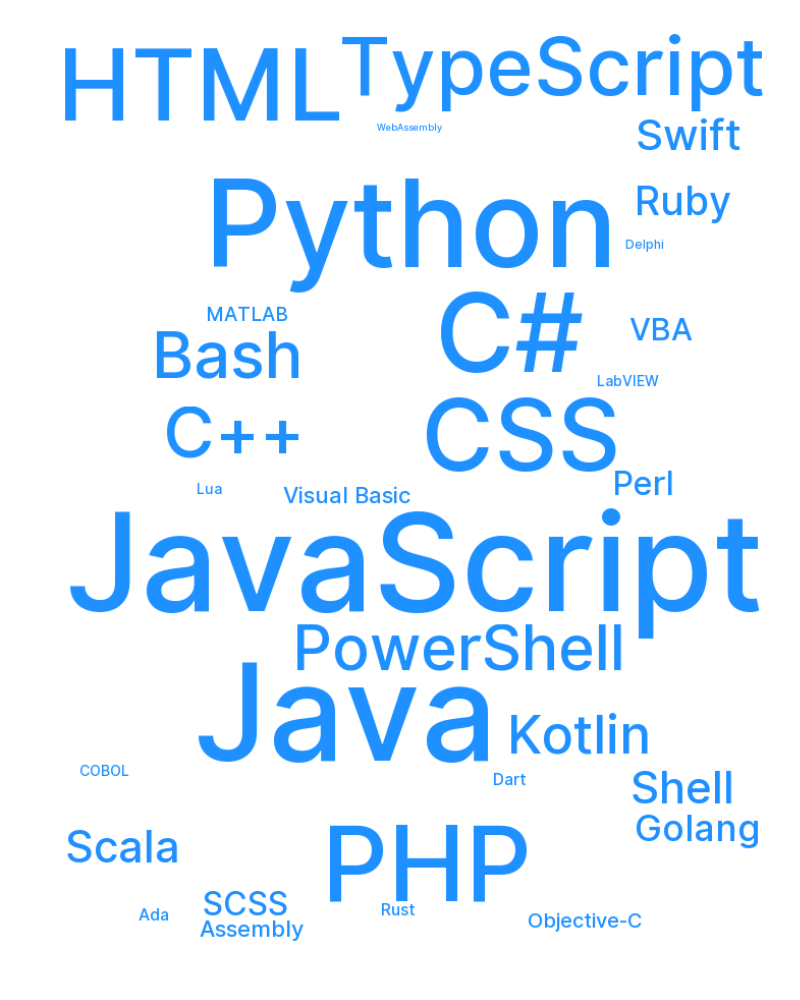 HTML
TypeScript
WebAssembly
Swift
Python
Ruby
Delphi
C#
MATLAB
VBA
Bash
LabVIEW
C++
CSS
Perl
Lua
Visual Basic
JavaScript
PowerShell
Java
Kotlin
COBOL
Dart
Shell
Golang
Scala
PHP
SCSS
Rust
Ada
Objective-C
Assembly